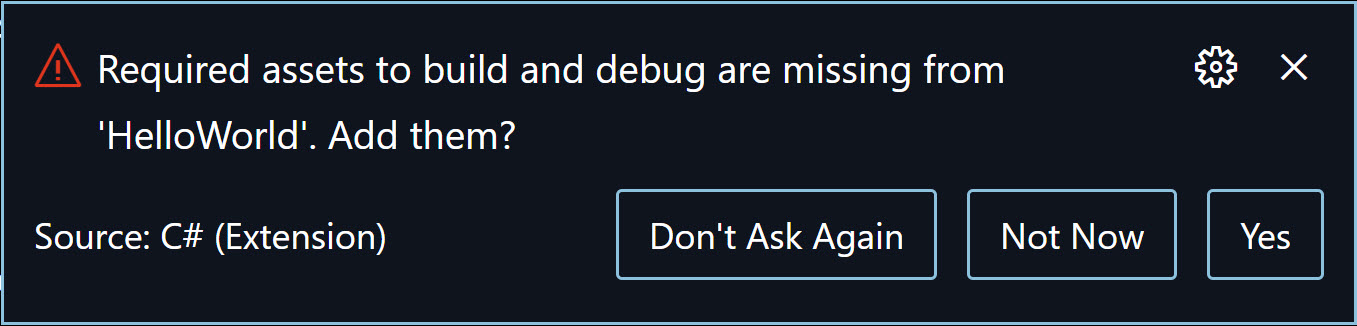 Required assets to build and debug are missing from
'HelloWorld'. Add them?
Source: C# (Extension)
Don't Ask Again
Not Now
Yes